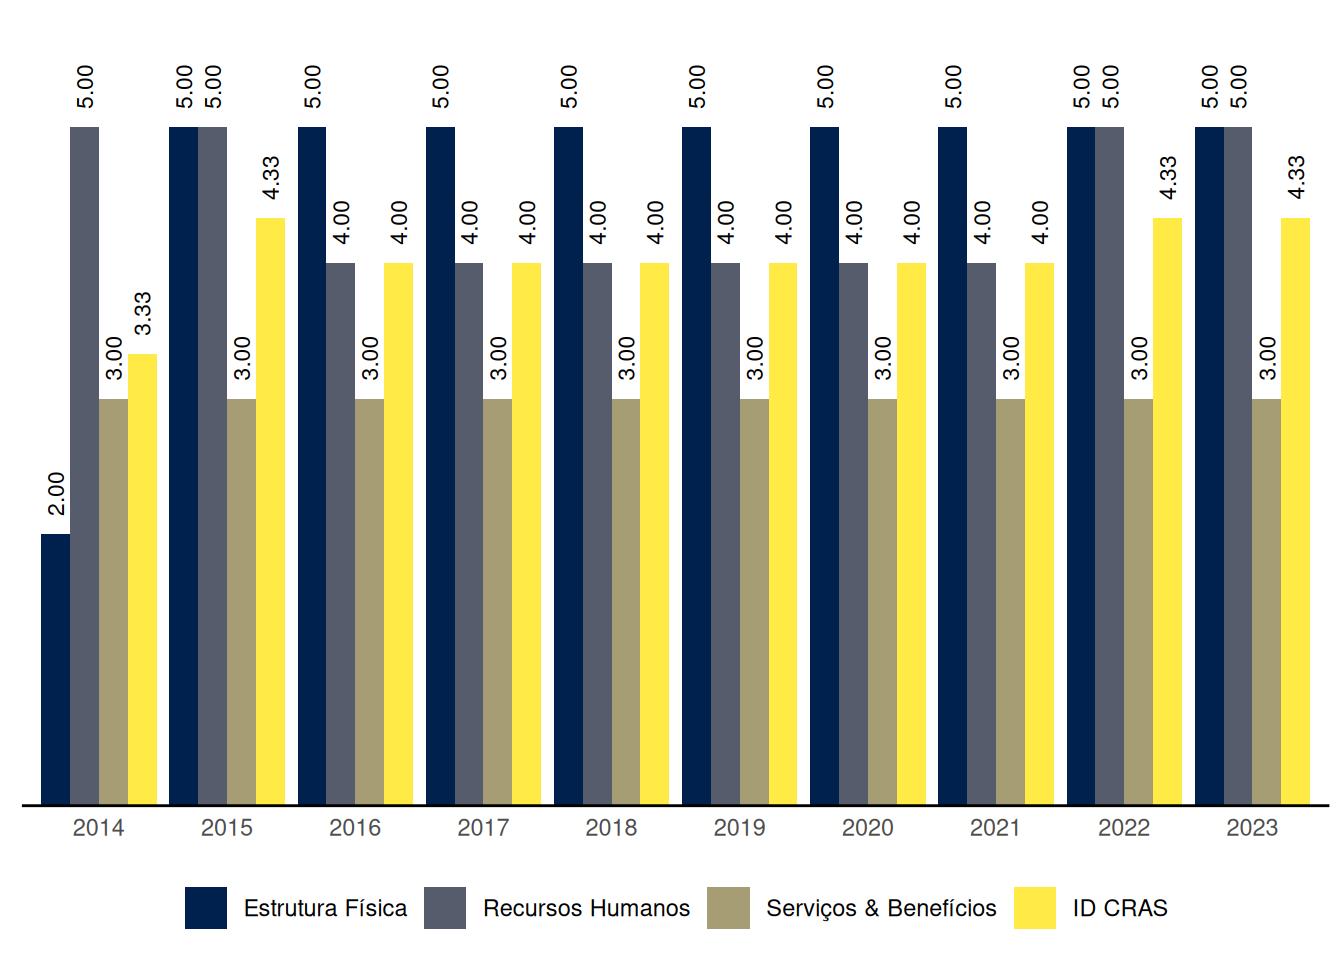 5.00 5.00 5.00 5.00 5.00 5.00 5.00 5.00 5.00 5.00 5.00 5.00 5.00
4.33 4.33 4.33
4.00 4.00 4.00 4.00 4.00 4.00 4.00 4.00 4.00 4.00 4.00 4.00
3.33
3.00 3.00 3.00 3.00 3.00 3.00 3.00 3.00 3.00 3.00
2.00
2014 2015 2016 2017 2018 2019 2020 2021 2022 2023
Estrutura Física Recursos Humanos Serviços & Benefícios ID CRAS